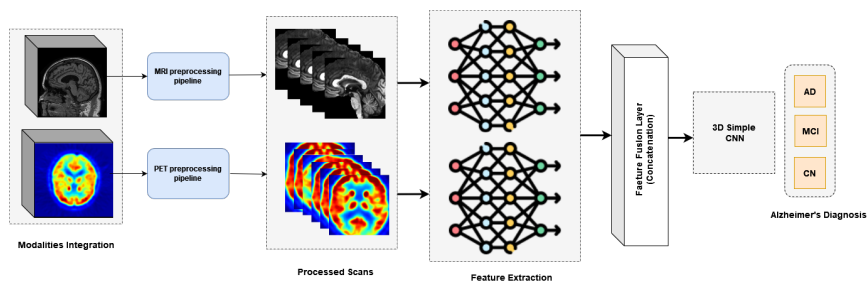 MRI preprocessing
pipeline
PET preprocessing
pipeline
Modalities Integration
Processed Scans
Feature Extraction
Faeture Fusion Layer
(Concatenation)
3D Simple
CNN
AD
MCI
CN
Alzheimer's Diagnosis